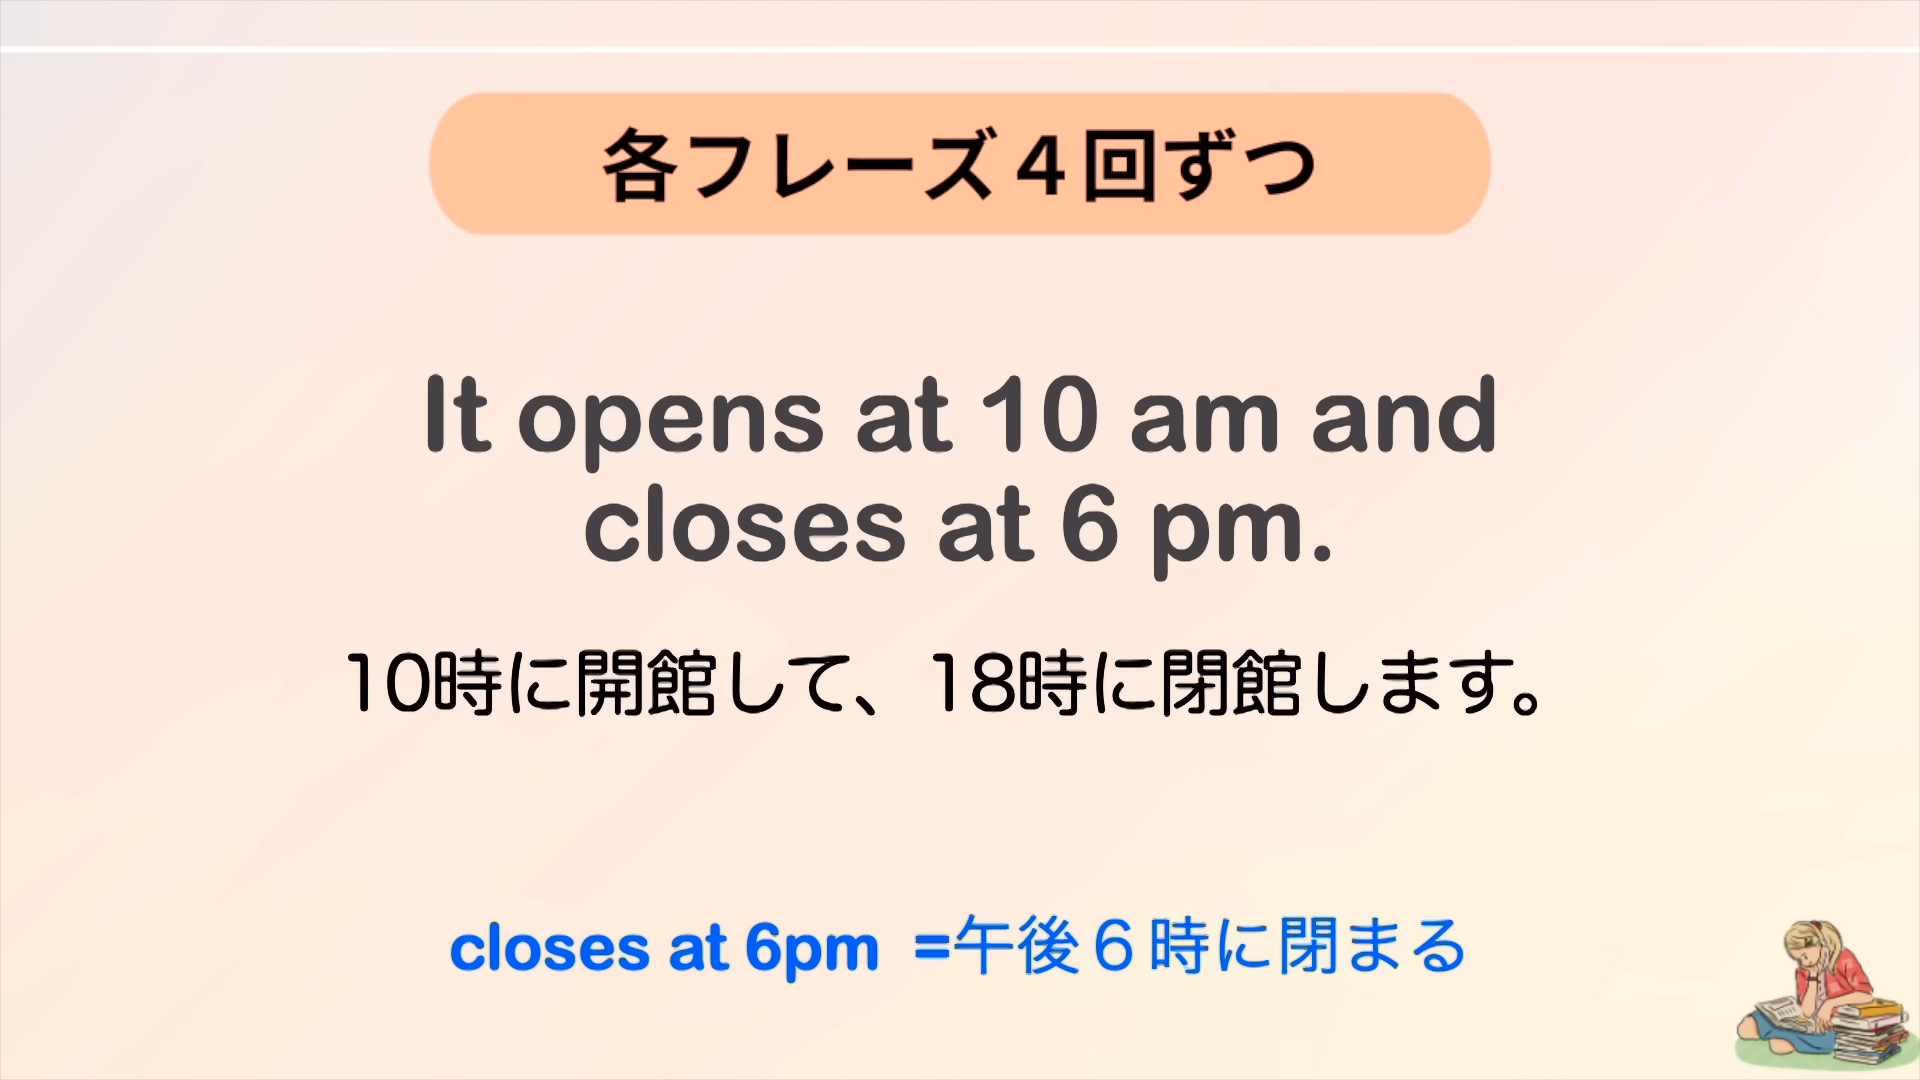 各フレーズ４回ずつ
It opens at 10 am and
closes at 6 pm.
10時に開館して、18時に閉館します。
closes at 6pm =午後６時に閉まる